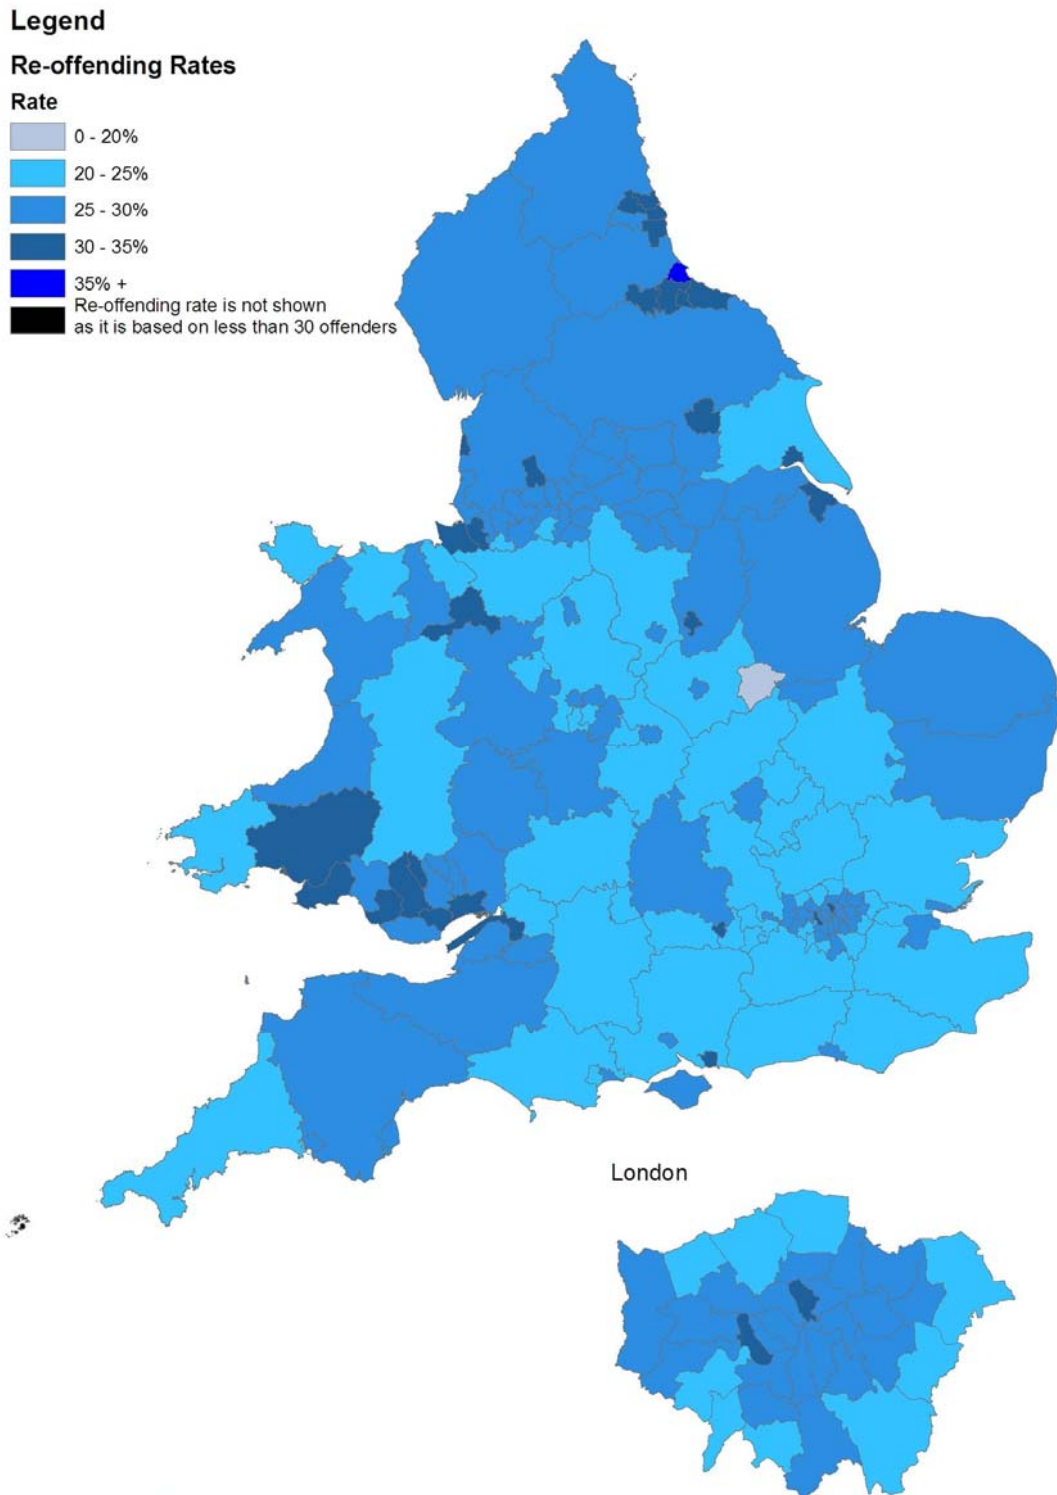 Legend
Re-offending Rates
Rate
0 - 20%
20 - 25%
25 - 30%
30 - 35%
35% +
Re-offending rate is not shown
as it is based on less than 30 offenders
London